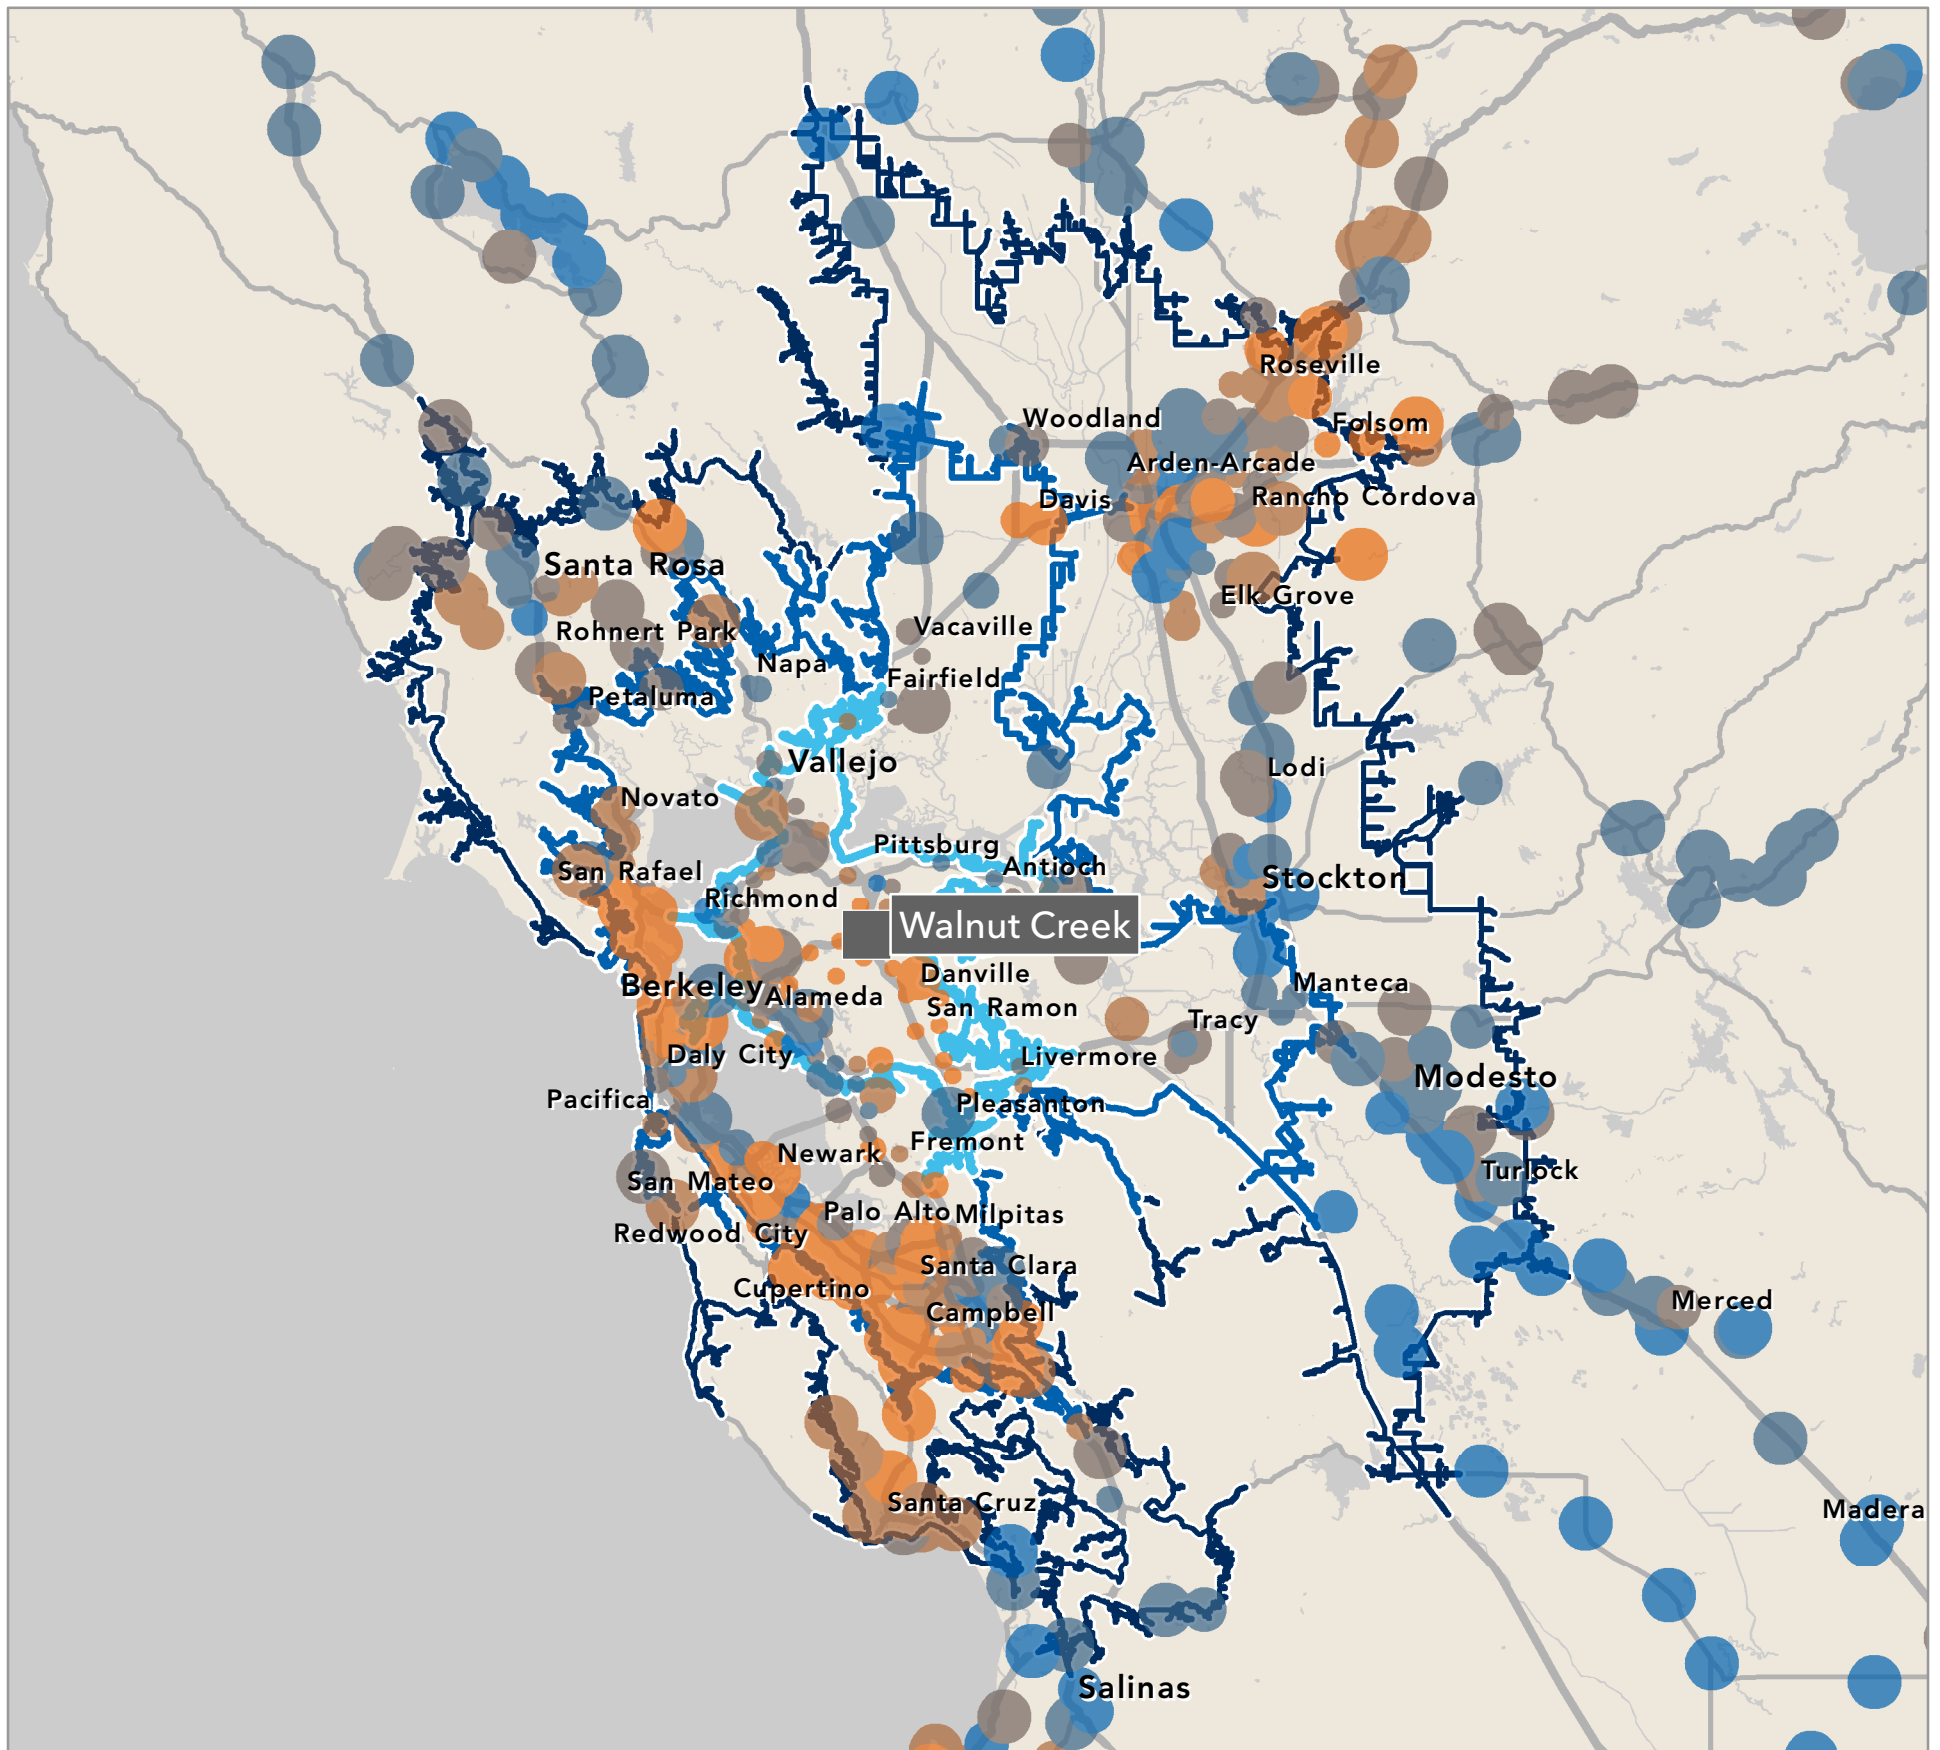 Roseville
Woodland
Folsom
Arden-Arcade
Davis
Rancho Cordova
Santa Rosa
Elk Grove
Rohnert Park
Vacaville
Napa
Fairfield
Petaluma
Vallejo
Lodi
Novato
Pittsburg
Antioch
San Rafael
Richmond
Stockton
Walnut Creek
Danville
Manteca
Berkeley
Alameda
San Ramon
Tracy
Daly City
Livermore
Modesto
Pacifica
Pleasanton
Fremont
Newark
Turlock
San Mateo
Palo Alto
Milpitas
Redwood City
Santa Clara
Cupertino
Campbell
Merced
Santa Cruz
Madera
Salinas